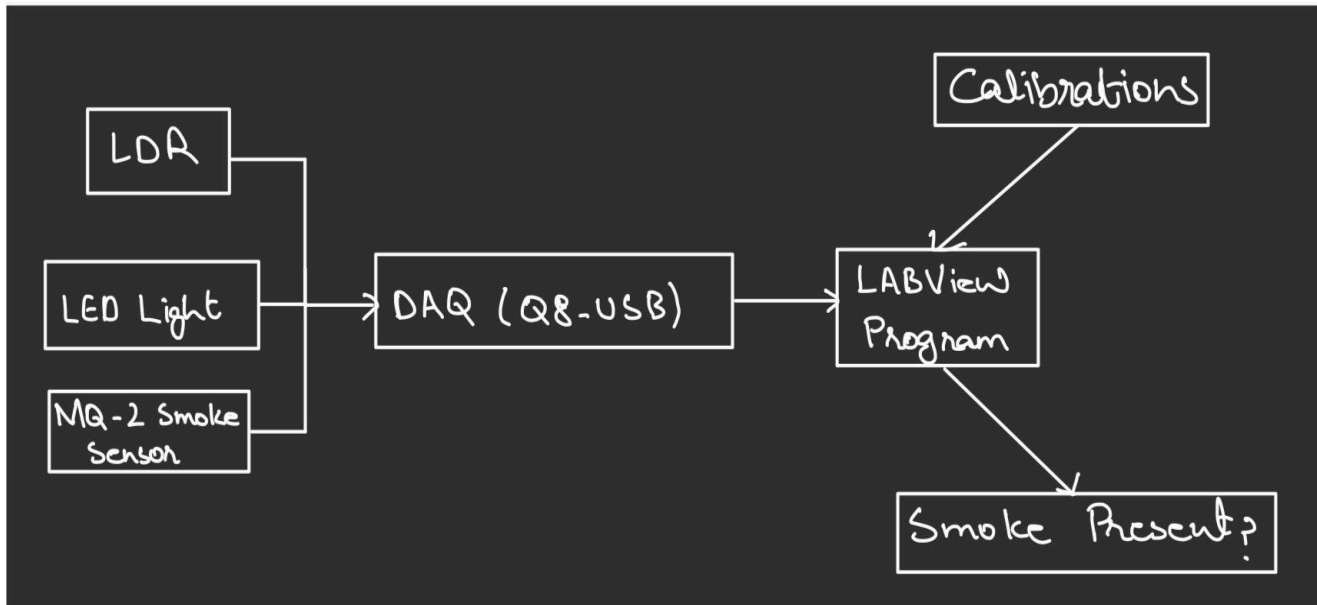 LDR
LED Light
MQ-2 Smoke
Sensor
DAQ (Q8-USB)
Calibrations
LABView
Program
Smoke Present?